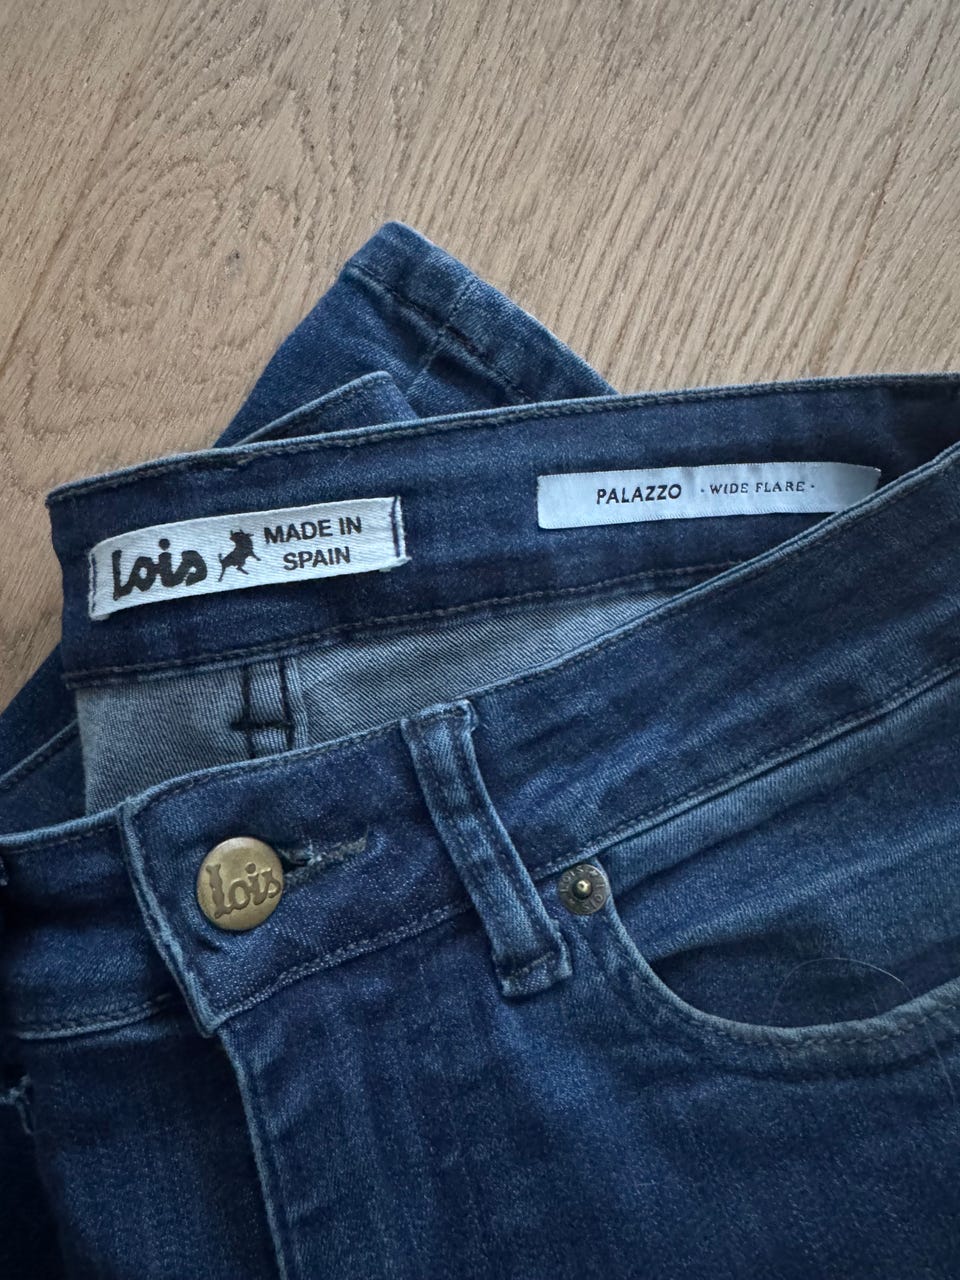 Lois
MADE IN
SPAIN
PALAZZO · WIDE FLARE ·
Lois